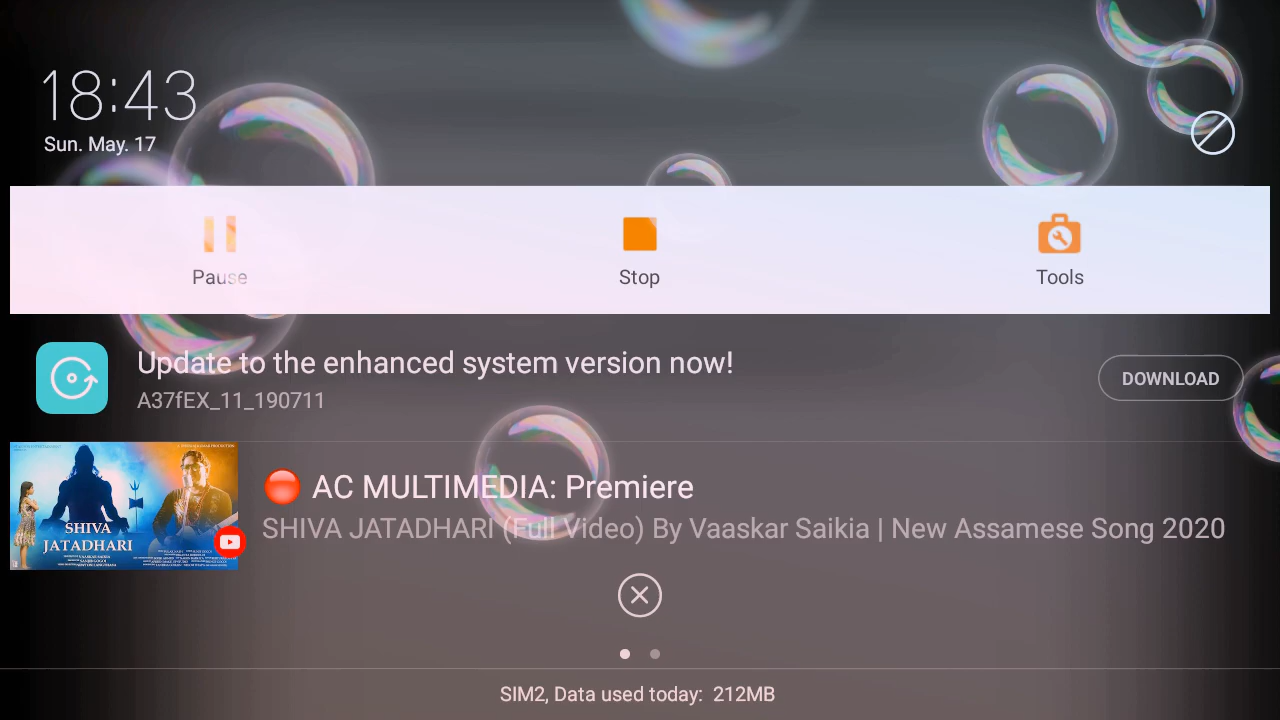 18:43
Sun. May. 17
Pause
Stop
Tools
Update to the enhanced system version now!
A37fEX_11_190711
DOWNLOAD
AC MULTIMEDIA: Premiere
SHIVA JATADHARI (Full Video) By Vaaskar Saikia | New Assamese Song 2020
SHIVA
JATADHARI
SIM2, Data used today: 212MB